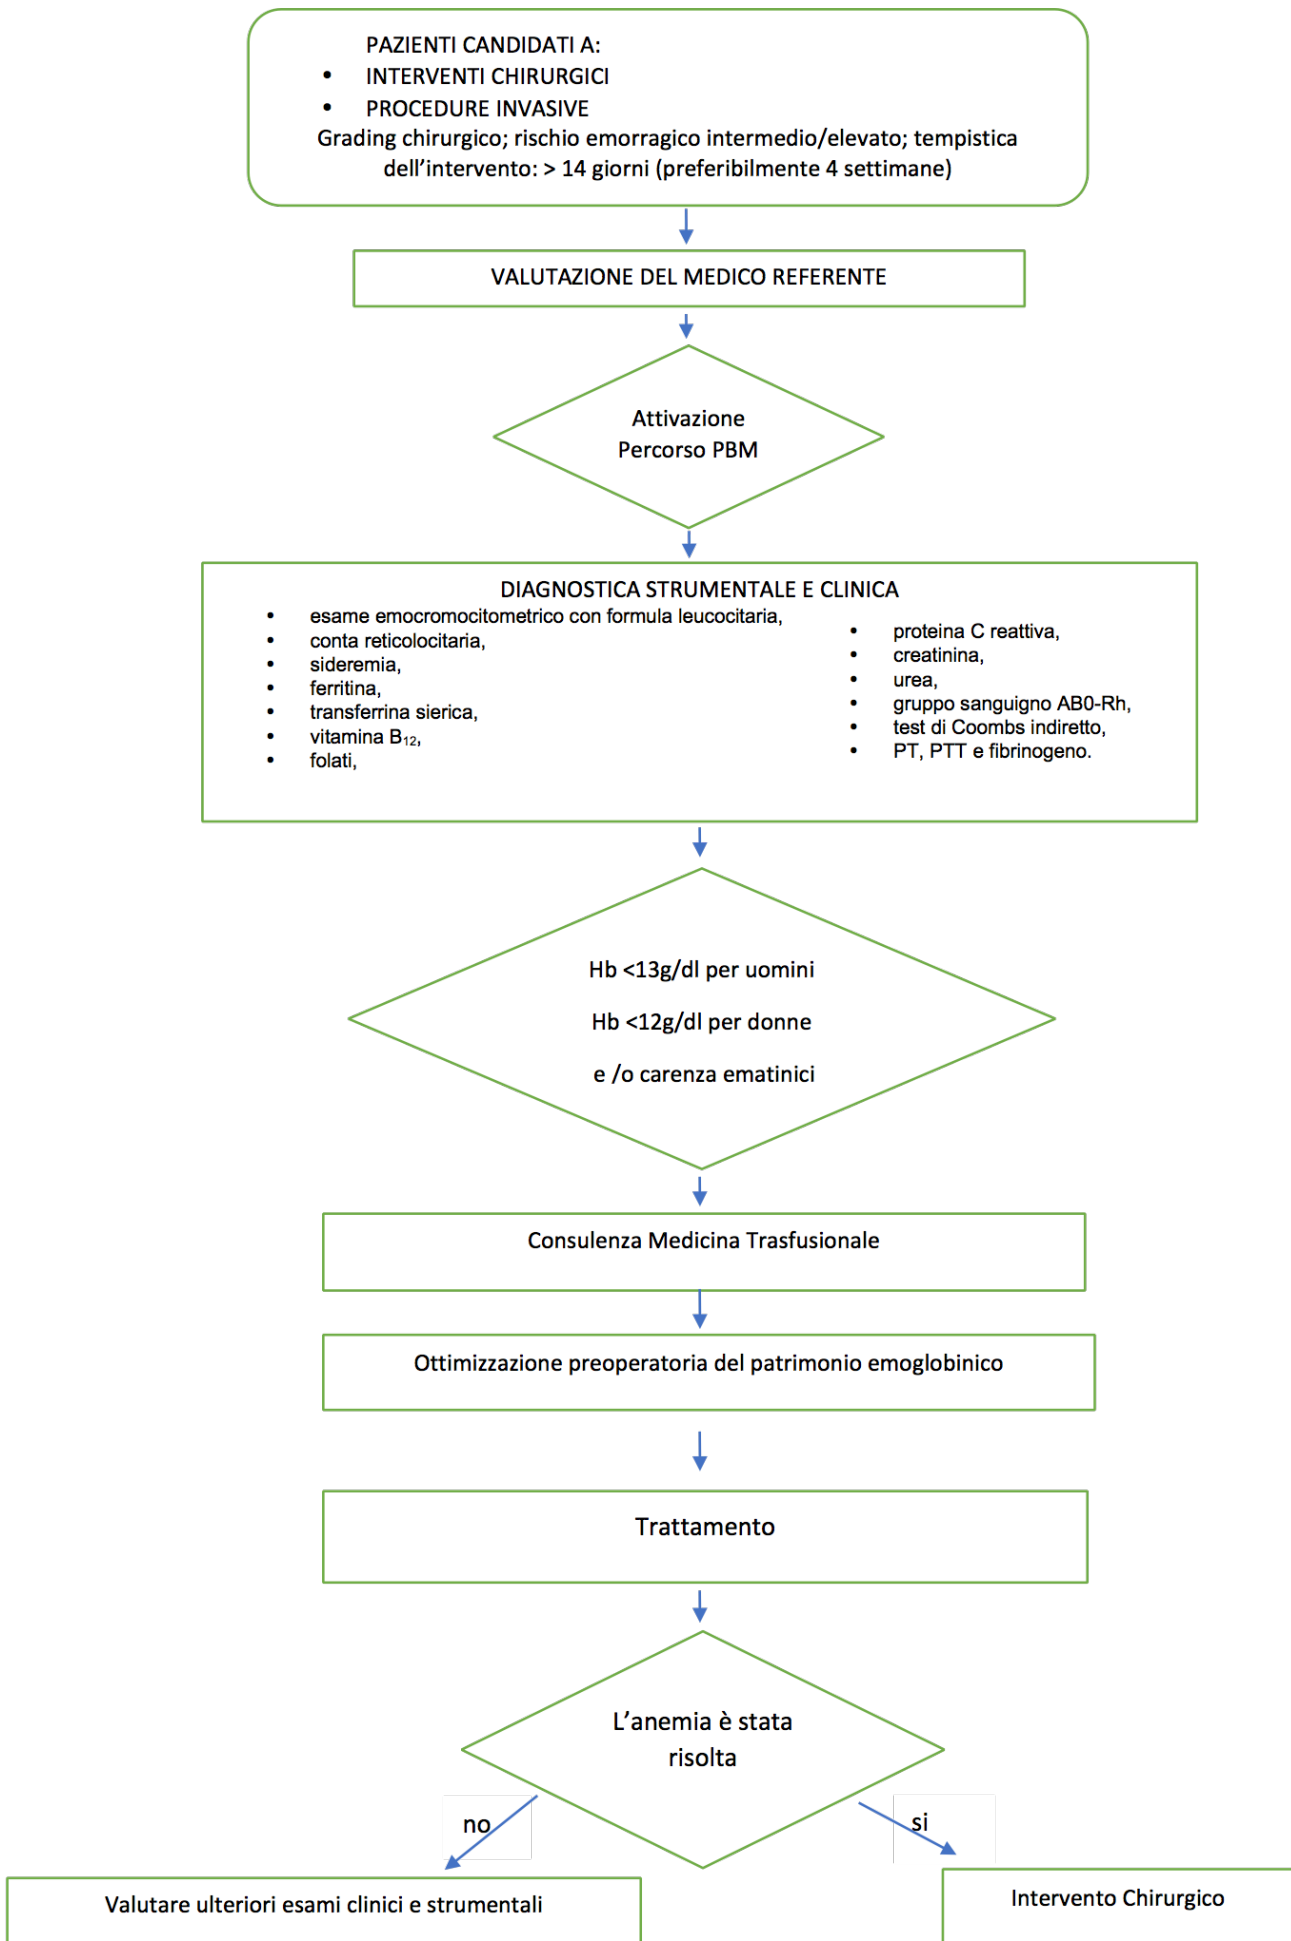 PAZIENTI CANDIDATI A:
• INTERVENTI CHIRURGICI
• PROCEDURE INVASIVE
Grading chirurgico; rischio emorragico intermedio/elevato; tempistica
dell'intervento: > 14 giorni (preferibilmente 4 settimane)
VALUTAZIONE DEL MEDICO REFERENTE
Attivazione
Percorso PBM
DIAGNOSTICA STRUMENTALE E CLINICA
• esame emocromocitometrico con formula leucocitaria,
• conta reticolocitaria,
• sideremia,
• ferritina,
• transferrina sierica,
• vitamina B₁₂,
• folati,
• proteina C reattiva,
• creatinina,
• urea,
• gruppo sanguigno AB0-Rh,
• test di Coombs indiretto,
• PT, PTT e fibrinogeno.
Hb <13g/dl per uomini
Hb <12g/dl per donne
e /o carenza ematinici
Consulenza Medicina Trasfusionale
Ottimizzazione preoperatoria del patrimonio emoglobinico
Trattamento
L'anemia è stata
risolta
no
si
Valutare ulteriori esami clinici e strumentali
Intervento Chirurgico